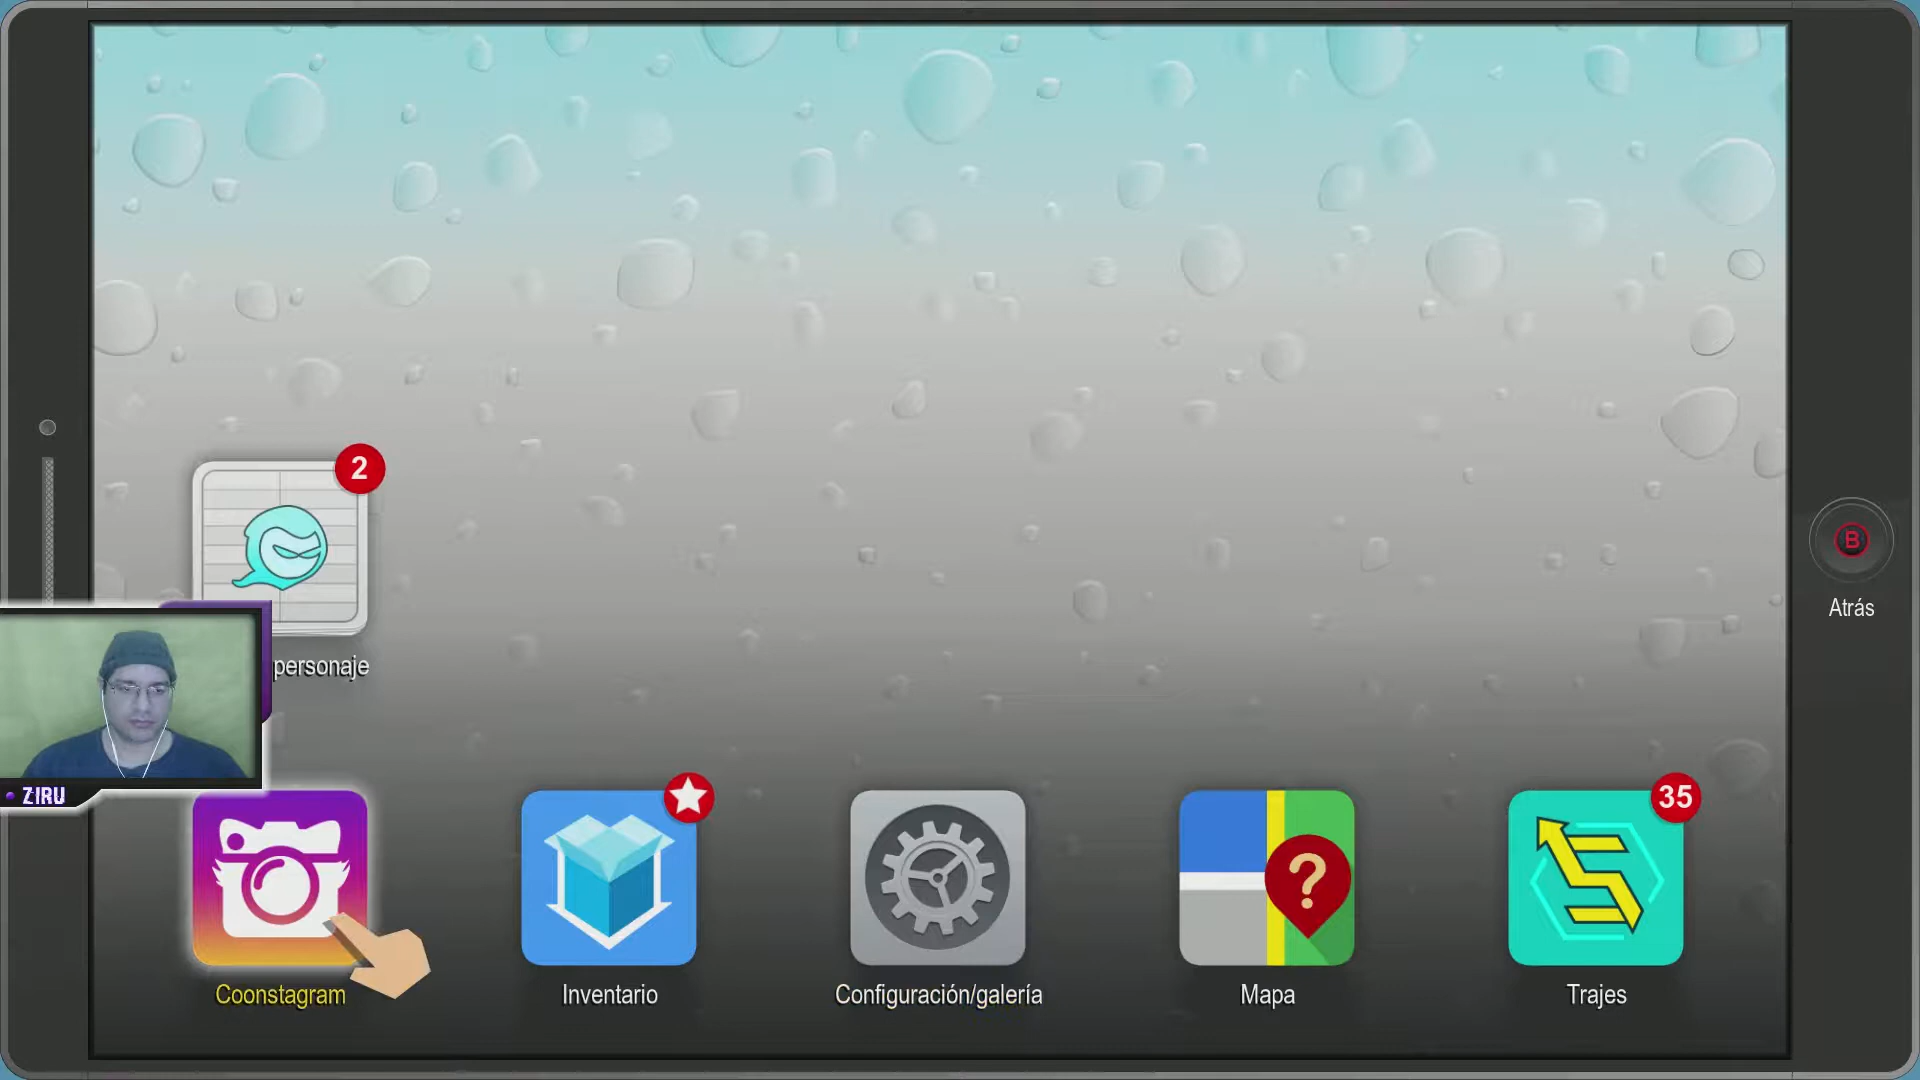 2
personaje
B
Atrás
ZIRU
35
Coonstagram
Inventario
Configuración/galería
Mapa
Trajes